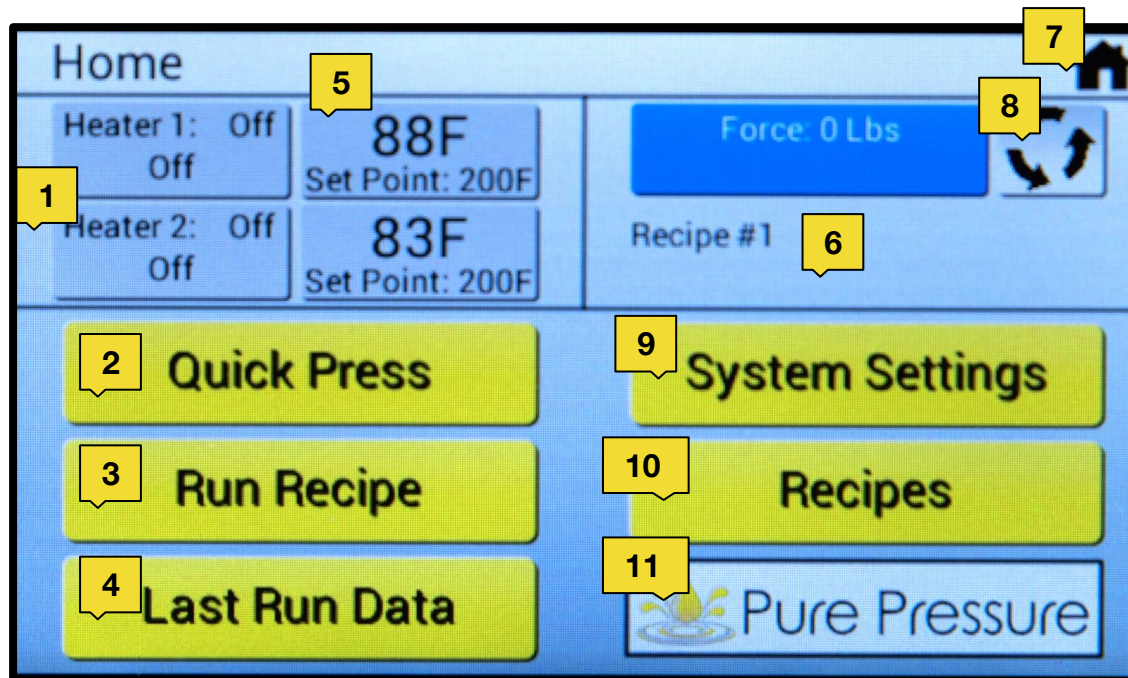 7
Home
5
8
Heater 1: Off
Off
88F
Set Point: 200F
Force: 0 Lbs
1
Heater 2: Off
Off
83F
Set Point: 200F
Recipe #1
6
2
Quick Press
9
System Settings
3
Run Recipe
10
Recipes
4
Last Run Data
11
Pure Pressure